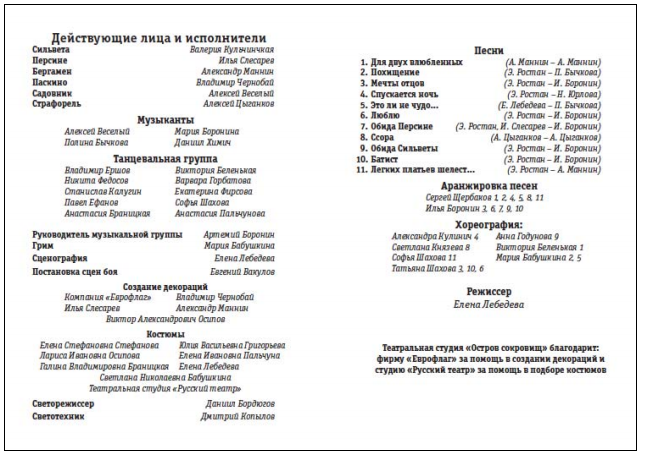 Действующие лица и исполнители
Сильвета Валерия Кульчинчкая
Персине Илья Слесарев
Бергамен Александр Маннин
Паскино Владимир Чернобай
Садовник Алексей Веселый
Страфорель Алексей Цыганков
Музыканты
Алексей Веселый Мария Боронина
Полина Бычкова Даниил Химич
Танцевальная группа
Владимир Ершов Виктория Беленькая
Никита Федосов Варвара Горбатова
Станислав Калугин Екатерина Фирсова
Павел Ефанов Софья Шахова
Анастасия Браницкая Анастасия Пальчунова
Руководитель музыкальной группы Артемий Боронин
Грим Мария Бабушкина
Сценография Елена Лебедева
Постановка сцен боя Евгений Вакулов
Создание декораций
Компания «Еврофлаг» Владимир Чернобай
Илья Слесарев Александр Маннин
Виктор Александрович Осипов
Костюмы
Елена Стефановна Стефанова Юлия Васильевна Григорьева
Лариса Ивановна Осипова Елена Ивановна Пальчуна
Галина Владимировна Браницкая Елена Лебедева
Светлана Николаевна Бабушкина
Театральная студия «Русский театр»
Светорежиссер Даниил Бордюгов
Светотехник Дмитрий Копылов
Песни
1. Для двух влюбленных (А. Маннин – А. Маннин)
2. Похищение (Э. Ростан – П. Бычкова)
3. Мечты отцов (Э. Ростан – И. Боронин)
4. Спускается ночь (Э. Ростан – Н. Юрлова)
5. Это ли не чудо... (Е. Лебедева – П. Бычкова)
6. Люблю (Э. Ростан – И. Боронин)
7. Обида Персине (Э. Ростан, И. Слесарев – И. Боронин)
8. Ссора (А. Цыганков – А. Цыганков)
9. Обида Сильветы (Э. Ростан – И. Боронин)
10. Батист (Э. Ростан – И. Боронин)
11. Легких платьев шелест... (Э. Ростан – А. Маннин)
Аранжировка песен
Сергей Щербаков 1, 2, 4, 5, 8, 11
Илья Боронин 3, 6, 7, 9, 10
Хореография:
Александра Кулинич 4 Анна Годунова 9
Светлана Князева 8 Виктория Беленькая 1
Софья Шахова 11 Мария Бабушкина 2, 5
Татьяна Шахова 3, 10, 6
Режиссер
Елена Лебедева
Театральная студия «Остров сокровищ» благодарит:
фирму «Еврофлаг» за помощь в создании декораций и
студию «Русский театр» за помощь в подборе костюмов